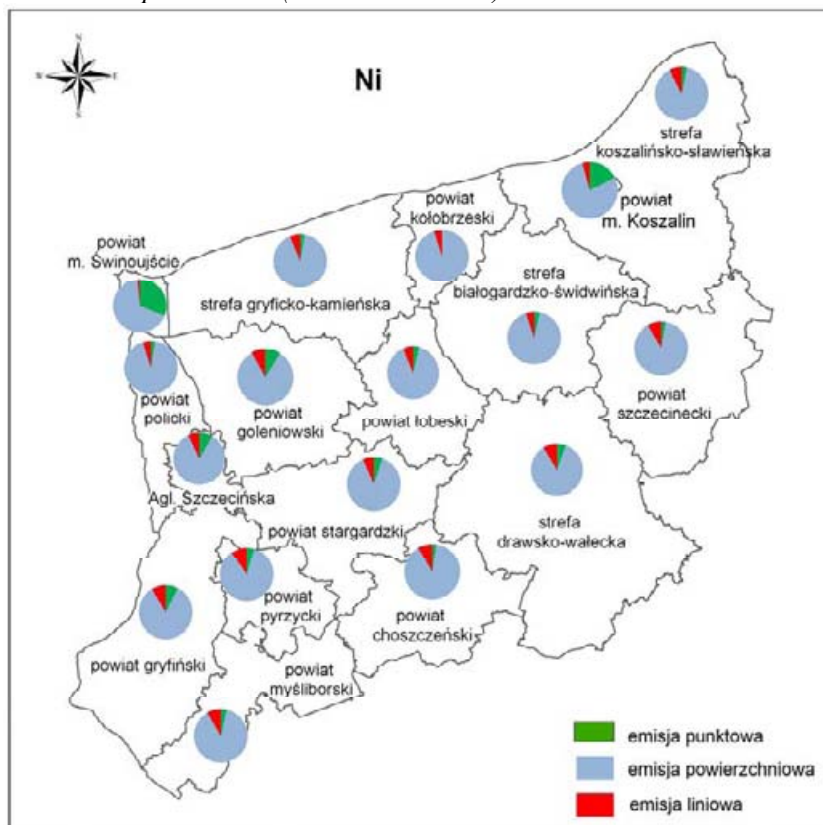 N
W
E
S
Ni
strefa
koszalińsko-sławieńska
powiat
m. Koszalin
powiat
kołobrzeski
powiat
m. Świnoujście
strefa gryficko-kamieńska
strefa
białogardzko-świdwińska
powiat
policki
powiat
goleniowski
powiat łobeski
powiat
szczecinecki
Agl. Szczecińska
powiat stargardzki
strefa
drawsko-wałecka
powiat
pyrzycki
powiat
choszczeński
powiat gryfiński
powiat
myśliborski
emisja punktowa
emisja powierzchniowa
emisja liniowa